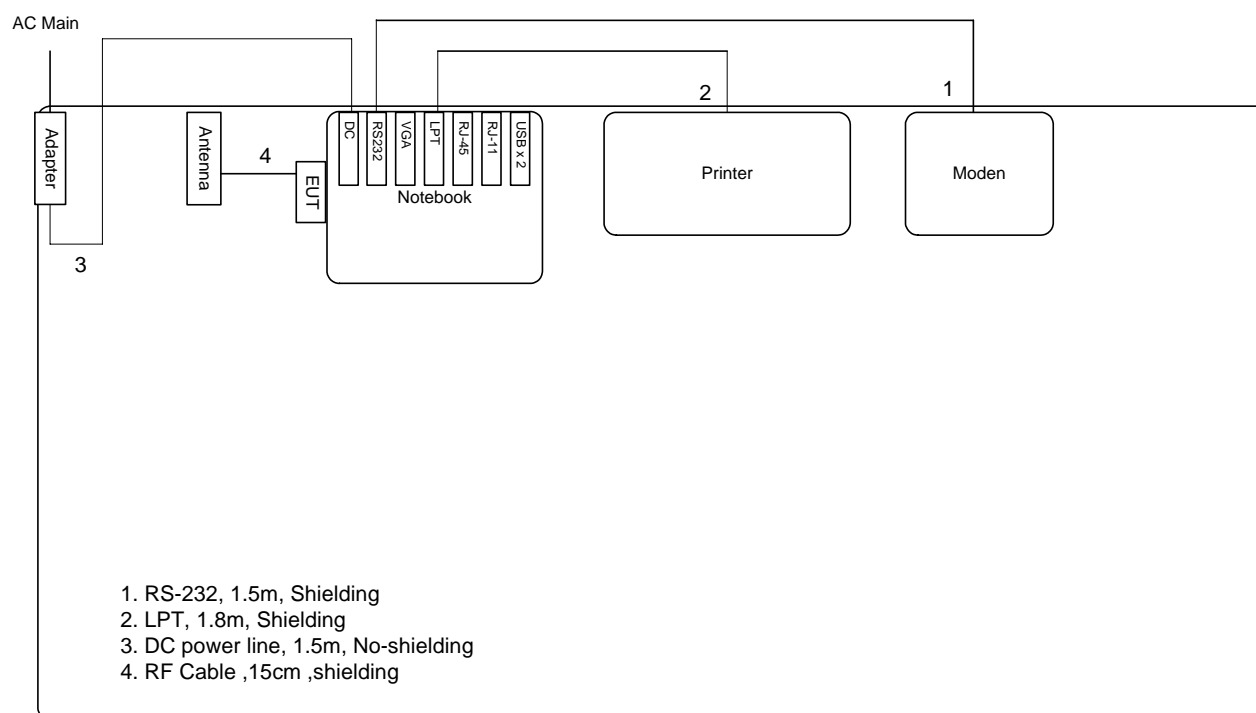 AC Main
2
1
Adapter
Antenna
4
EUT
DC
RS232
VGA
LPT
RJ-45
RJ-11
USB x 2
Notebook
Printer
Moden
3
1. RS-232, 1.5m, Shielding
2. LPT, 1.8m, Shielding
3. DC power line, 1.5m, No-shielding
4. RF Cable ,15cm ,shielding